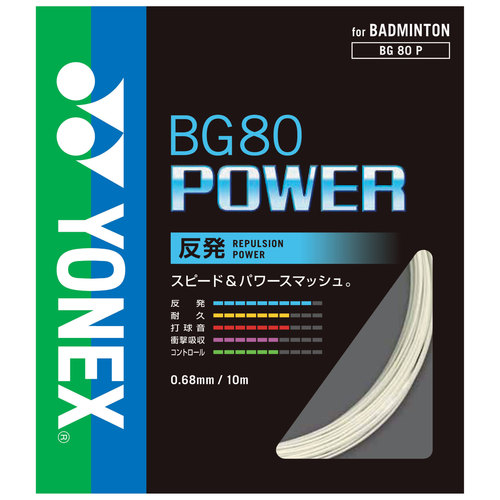 for BADMINTON
BG 80 P
YONEX®
BG80
POWER
反発 REPULSION
POWER
スピード&パワースマッシュ。
反発
耐久
打球音
衝撃吸収
コントロール
0.68mm / 10m